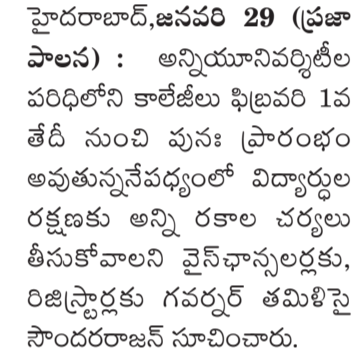 హైదరాబాద్,జనవరి 29 (ప్రజా
పాలన) : అన్నియూనివర్శిటీల
పరిధిలోని కాలేజీలు ఫిబ్రవరి 1వ
తేదీ నుంచి పునః ప్రారంభం
అవుతున్ననేపధ్యంలో విద్యార్థుల
రక్షణకు అన్ని రకాల చర్యలు
తీసుకోవాలని వైస్‌ఛాన్సలర్లకు,
రిజిస్ట్రార్లకు గవర్నర్ తమిళిసై
సౌందరరాజన్ సూచించారు.